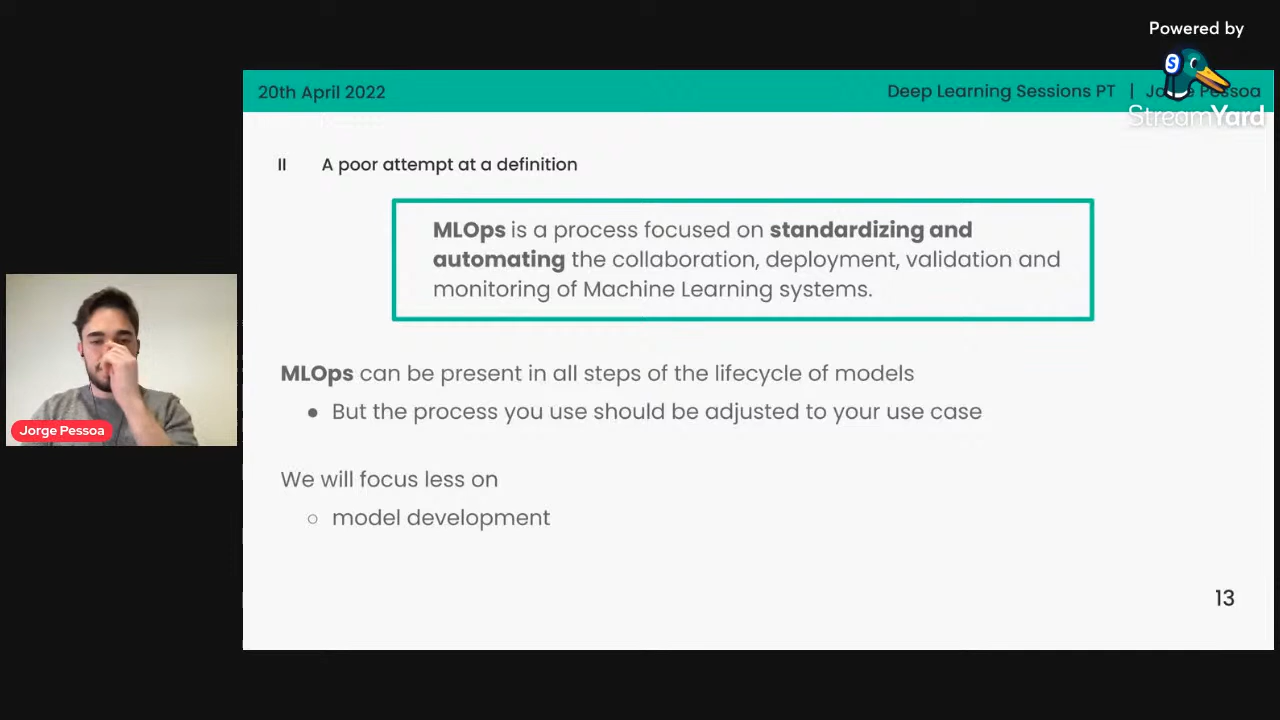 Powered by
StreamYard
20th April 2022
Deep Learning Sessions PT | Jorge Pessoa
II A poor attempt at a definition
MLOps is a process focused on standardizing and
automating the collaboration, deployment, validation and
monitoring of Machine Learning systems.
MLOps can be present in all steps of the lifecycle of models
● But the process you use should be adjusted to your use case
We will focus less on
○ model development
13
Jorge Pessoa